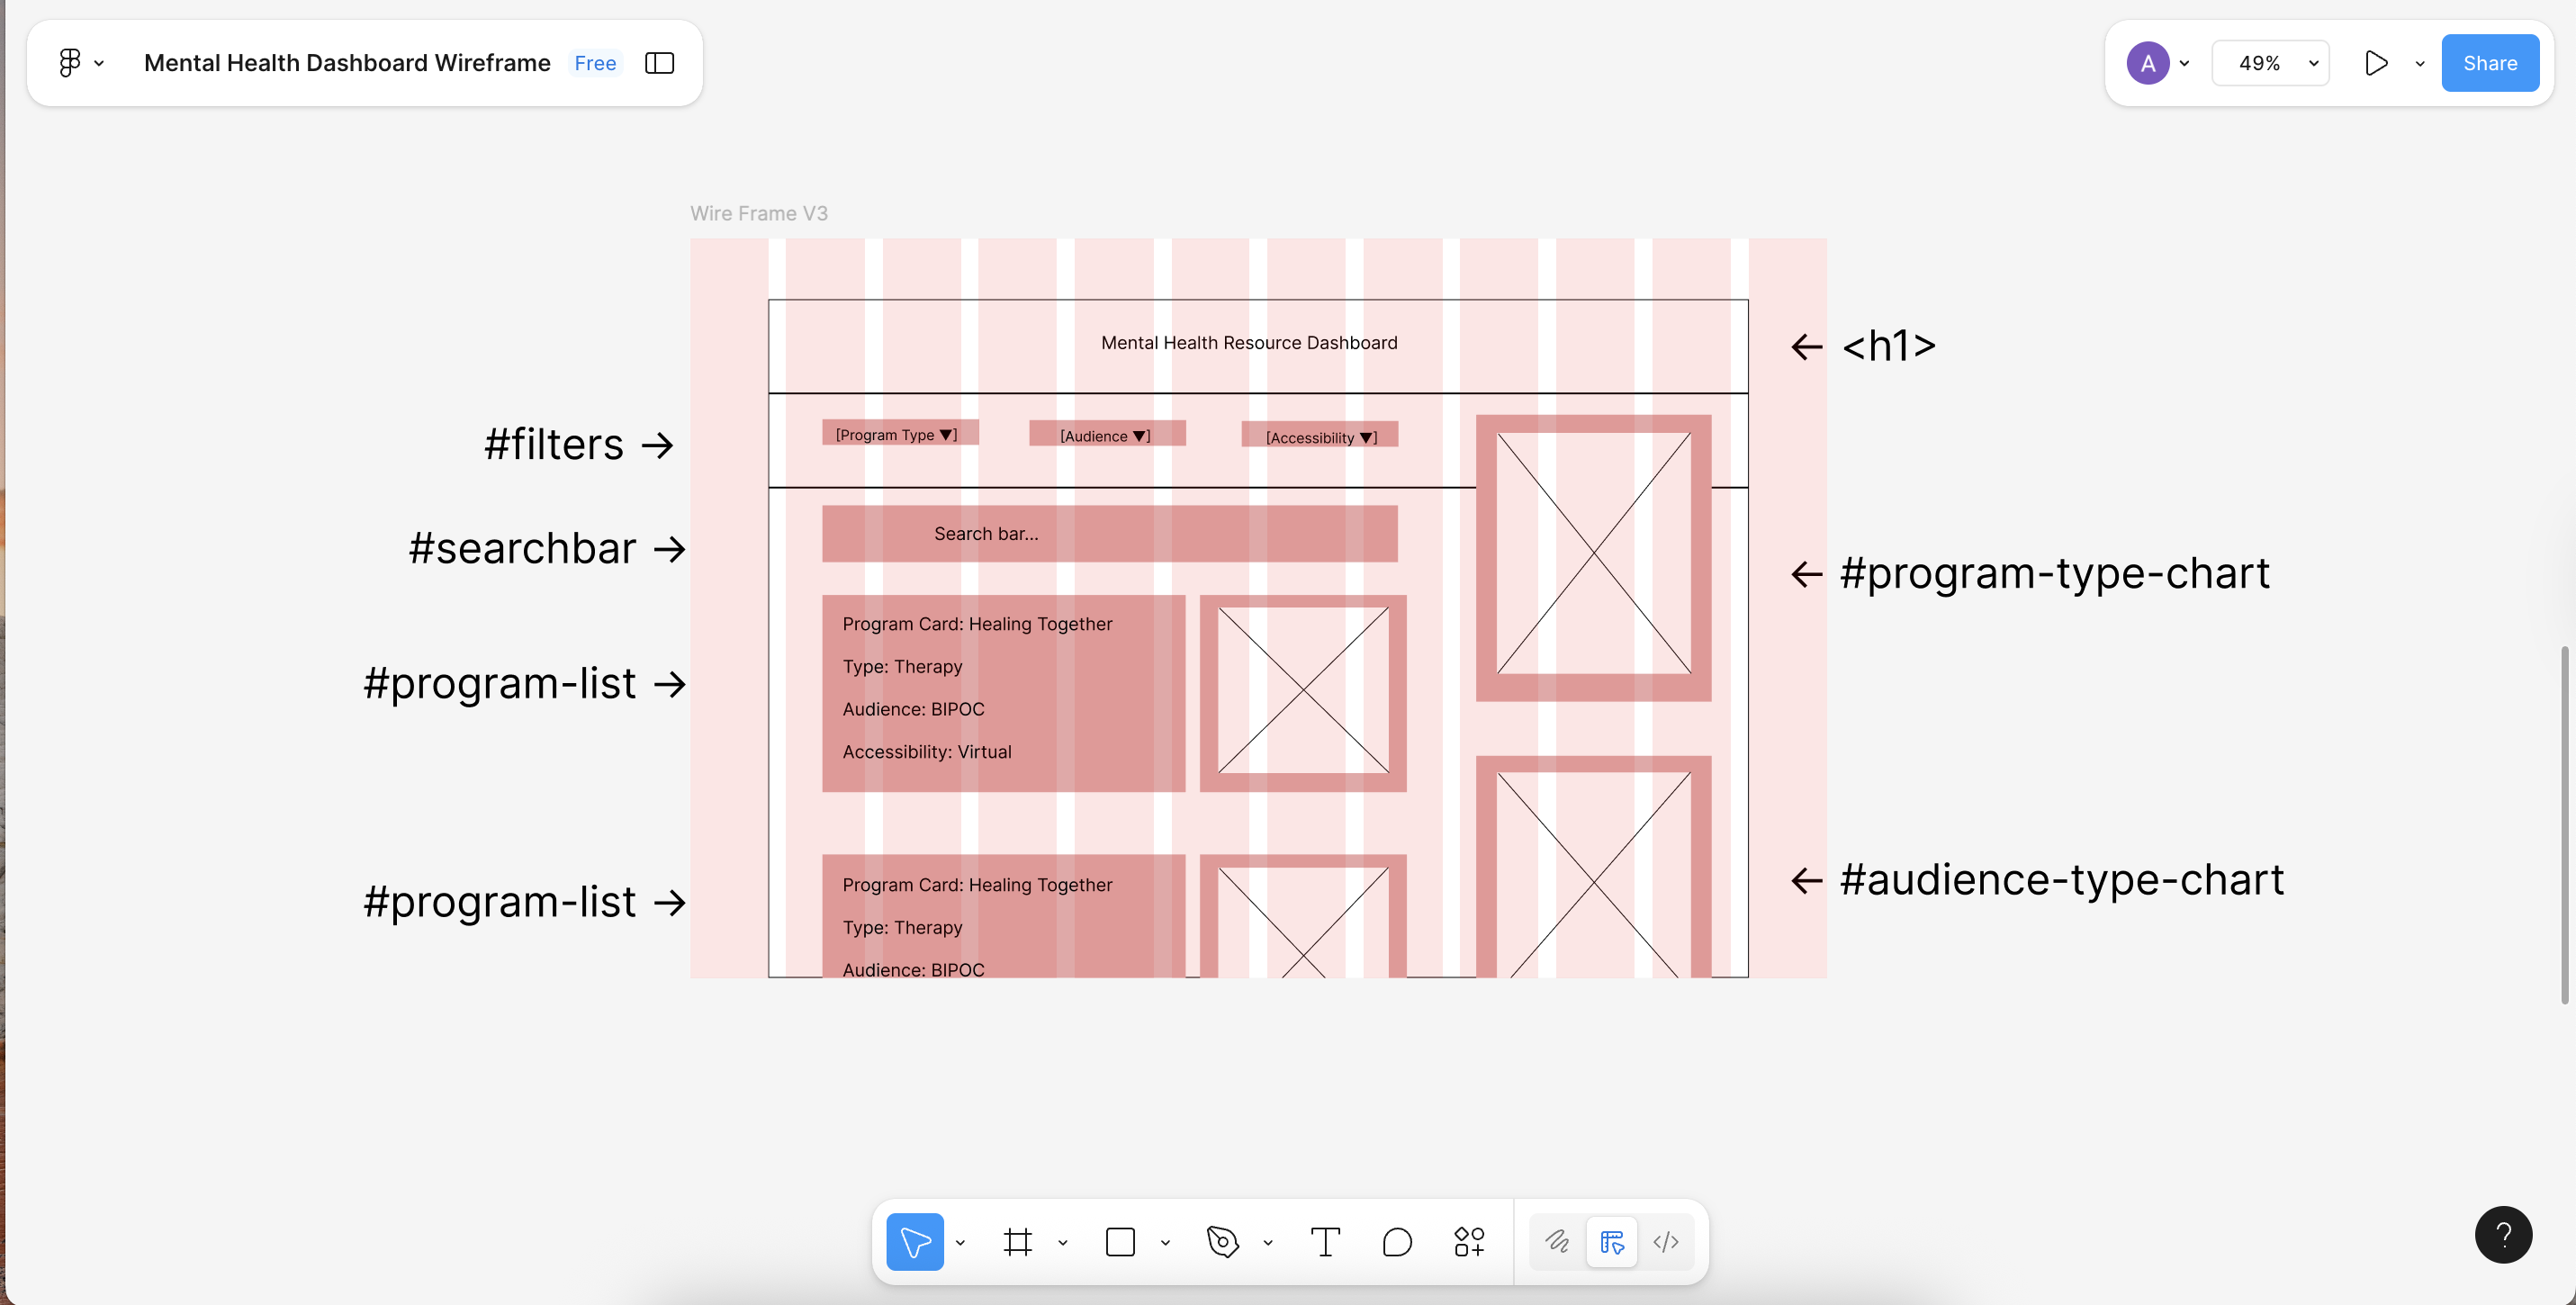 Mental Health Dashboard Wireframe Free
A 49% Share
Wire Frame V3
Mental Health Resource Dashboard
← <h1>
#filters →
[Program Type ▼] [Audience ▼] [Accessibility ▼]
#searchbar →
Search bar...
← #program-type-chart
#program-list →
Program Card: Healing Together
Type: Therapy
Audience: BIPOC
Accessibility: Virtual
#program-list →
Program Card: Healing Together
Type: Therapy
Audience: BIPOC
← #audience-type-chart
?